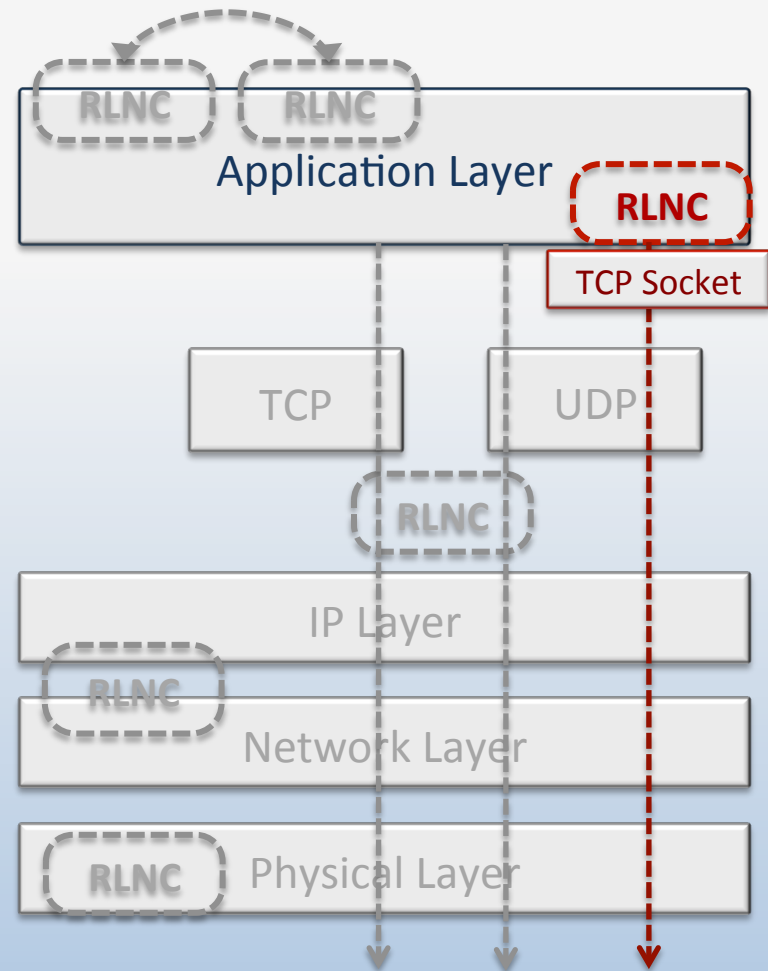 RLNC
RLNC
Application Layer
RLNC
TCP Socket
TCP
UDP
RLNC
IP Layer
RLNC
Network Layer
RLNC
Physical Layer